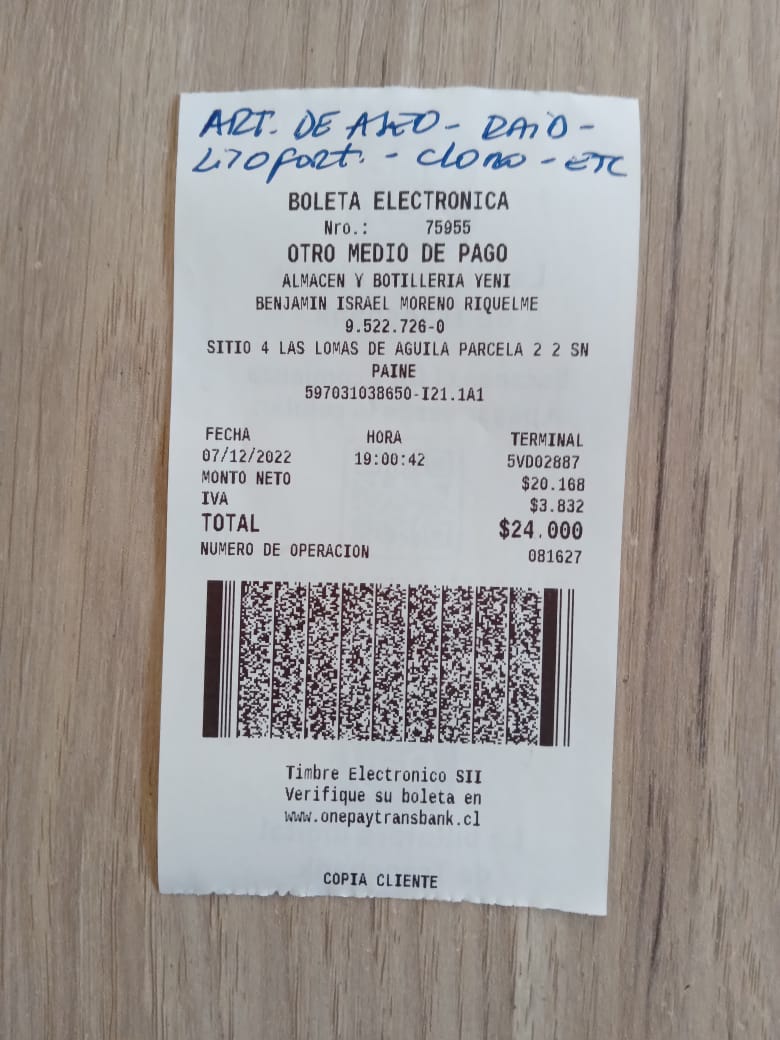 ART. DE ASEO - RAID -
LISOFORT. - CLORO - ETC
BOLETA ELECTRONICA
Nro.: 75955
OTRO MEDIO DE PAGO
ALMACEN Y BOTILLERIA YENI
BENJAMIN ISRAEL MORENO RIQUELME
9.522.726-0
SITIO 4 LAS LOMAS DE AGUILA PARCELA 2 2 SN
PAINE
597031038650-I21.1A1
FECHA HORA TERMINAL
07/12/2022 19:00:42 5VD02887
MONTO NETO $20.168
IVA $3.832
TOTAL $24.000
NUMERO DE OPERACION 081627
Timbre Electronico SII
Verifique su boleta en
www.onepaytransbank.cl
COPIA CLIENTE